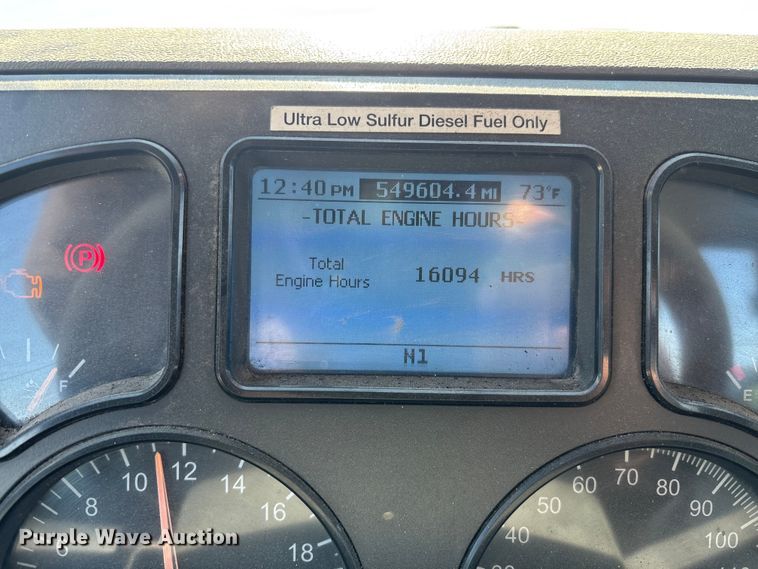 Ultra Low Sulfur Diesel Fuel Only
12:40 PM 549604.4 MI 73°F
-TOTAL ENGINE HOURS-
Total
Engine Hours 16094 HRS
N1
P
F
E
6 8 10 12 14 18
40 50 60 70 80 90 100
Purple Wave Auction